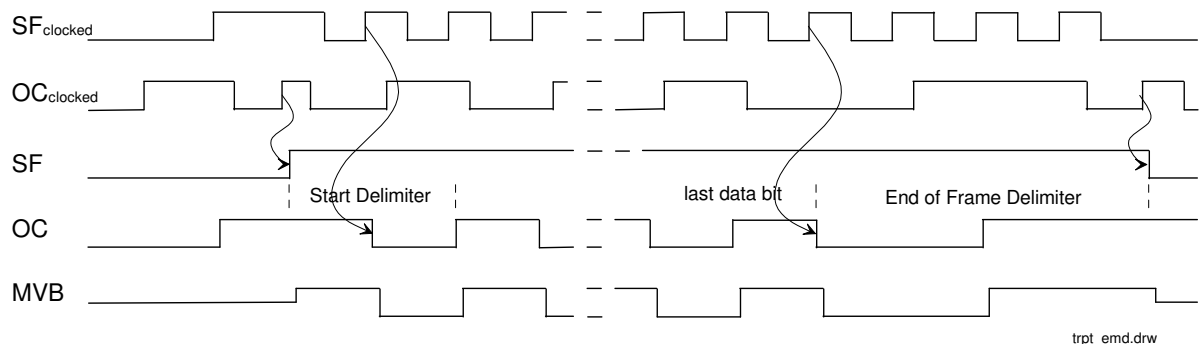 SFclocked
OCclocked
SF
Start Delimiter last data bit End of Frame Delimiter
OC
MVB
trpt_emd.drw